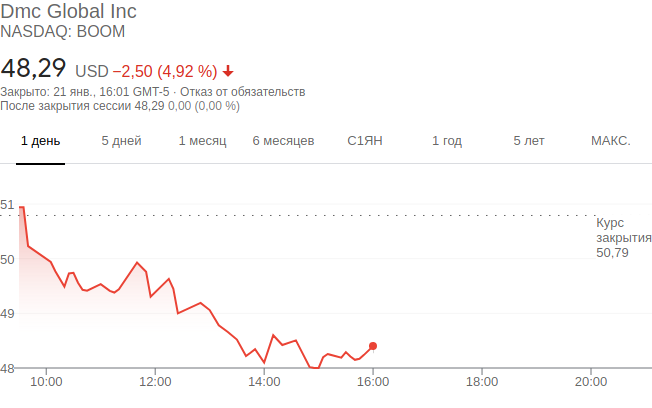 Dmc Global Inc
NASDAQ: BOOM
48,29 USD −2,50 (4,92 %)
Закрыто: 21 янв., 16:01 GMT-5 · Отказ от обязательств
После закрытия сессии 48,29 0,00 (0,00 %)
1 день 5 дней 1 месяц 6 месяцев С1ЯН 1 год 5 лет МАКС.
51
Курс
закрытия
50,79
50
49
48
10:00 12:00 14:00 16:00 18:00 20:00